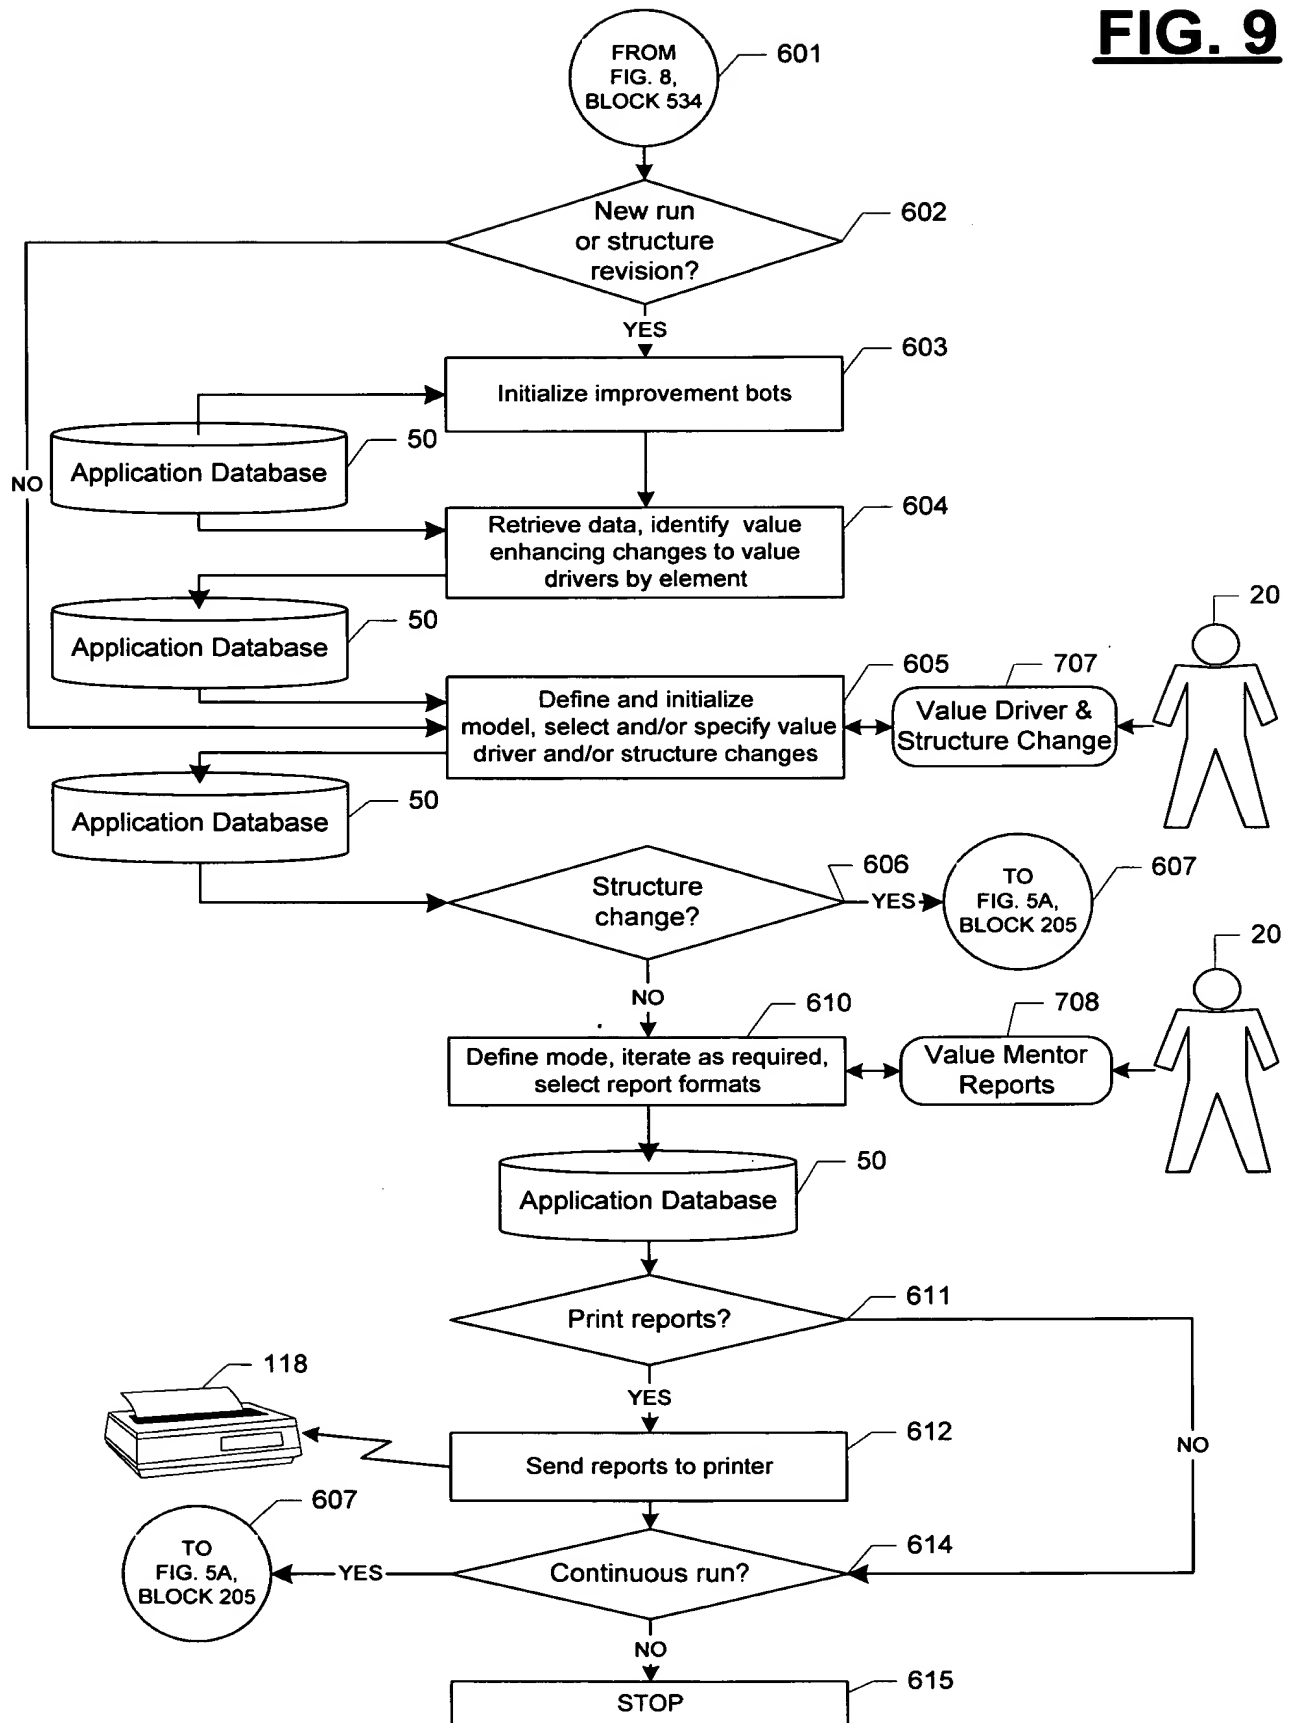 FIG. 9
FROM
FIG. 8,
BLOCK 534
601
New run
or structure
revision?
602
YES
603
Initialize improvement bots
50
Application Database
NO
604
Retrieve data, identify value
enhancing changes to value
drivers by element
50
Application Database
20
605
707
Define and initialize
model, select and/or specify value
driver and/or structure changes
Value Driver &
Structure Change
50
Application Database
Structure
change?
606
YES
607
TO
FIG. 5A,
BLOCK 205
20
NO
610
708
Define mode, iterate as required,
select report formats
Value Mentor
Reports
50
Application Database
Print reports?
611
118
YES
612
NO
Send reports to printer
607
TO
FIG. 5A,
BLOCK 205
YES
Continuous run?
614
NO
615
STOP